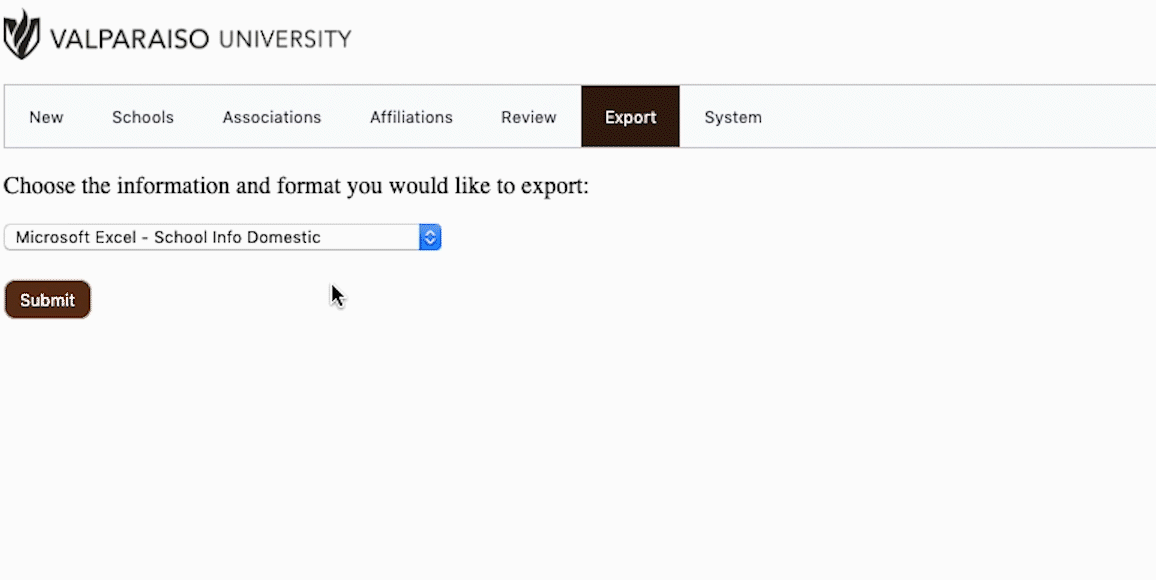 VALPARAISO UNIVERSITY
New Schools Associations Affiliations Review Export System
Choose the information and format you would like to export:
Microsoft Excel - School Info Domestic
Submit